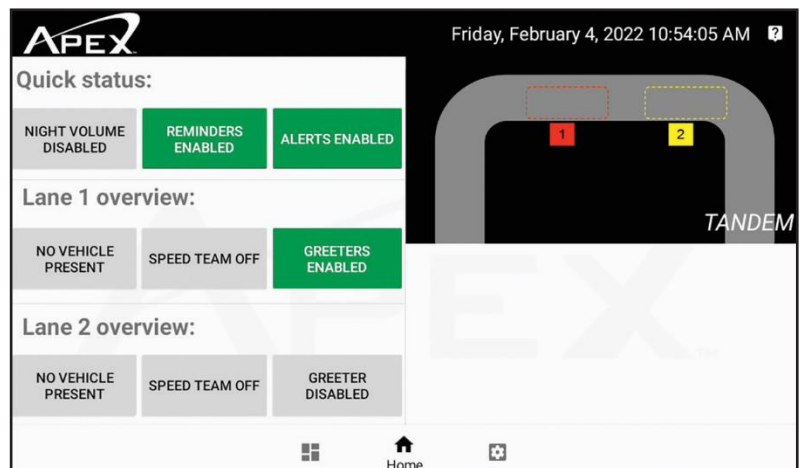 APEX
Friday, February 4, 2022 10:54:05 AM ?
Quick status:
NIGHT VOLUME
DISABLED
REMINDERS
ENABLED
ALERTS ENABLED
1
2
TANDEM
Lane 1 overview:
NO VEHICLE
PRESENT
SPEED TEAM OFF
GREETERS
ENABLED
Lane 2 overview:
NO VEHICLE
PRESENT
SPEED TEAM OFF
GREETER
DISABLED
APEX™
Home